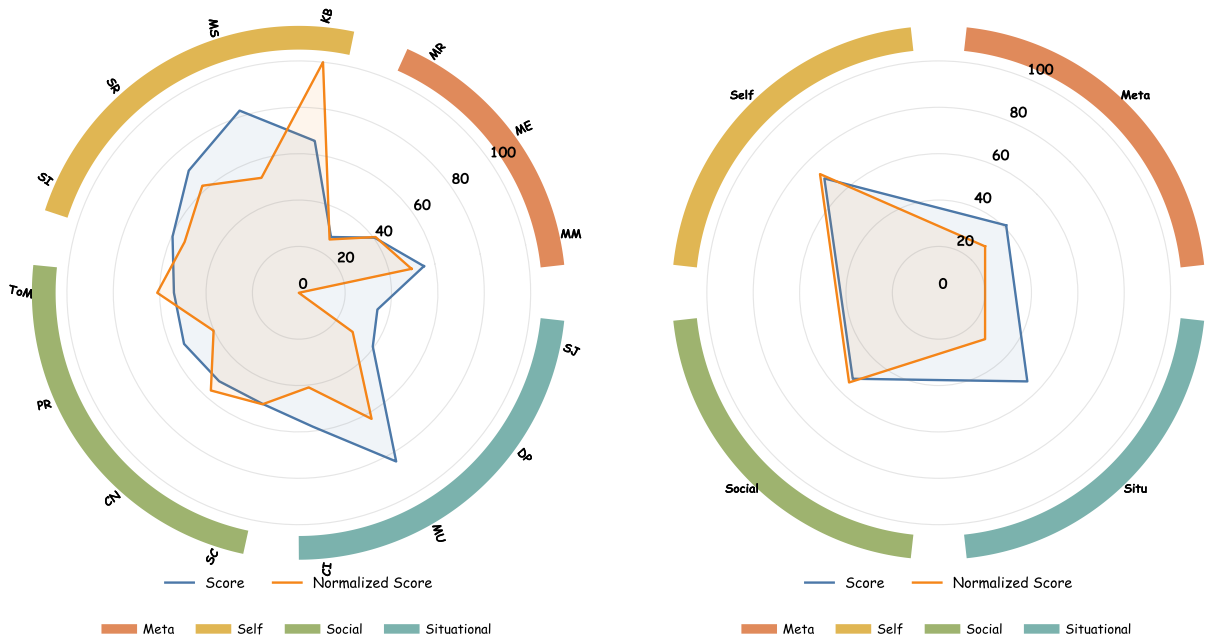 KB
MS
MR
SR
ME
SI
MM
ToM
PR
CN
SC
CI
MU
DP
SJ
100
80
60
40
20
0
Score
Normalized Score
Meta
Self
Social
Situational
Self
Meta
Social
Situ
100
80
60
40
20
0
Score
Normalized Score
Meta
Self
Social
Situational